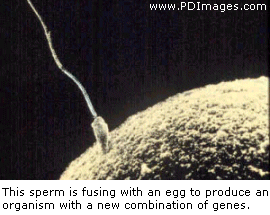 www.PDImages.com
This sperm is fusing with an egg to produce an
organism with a new combination of genes.